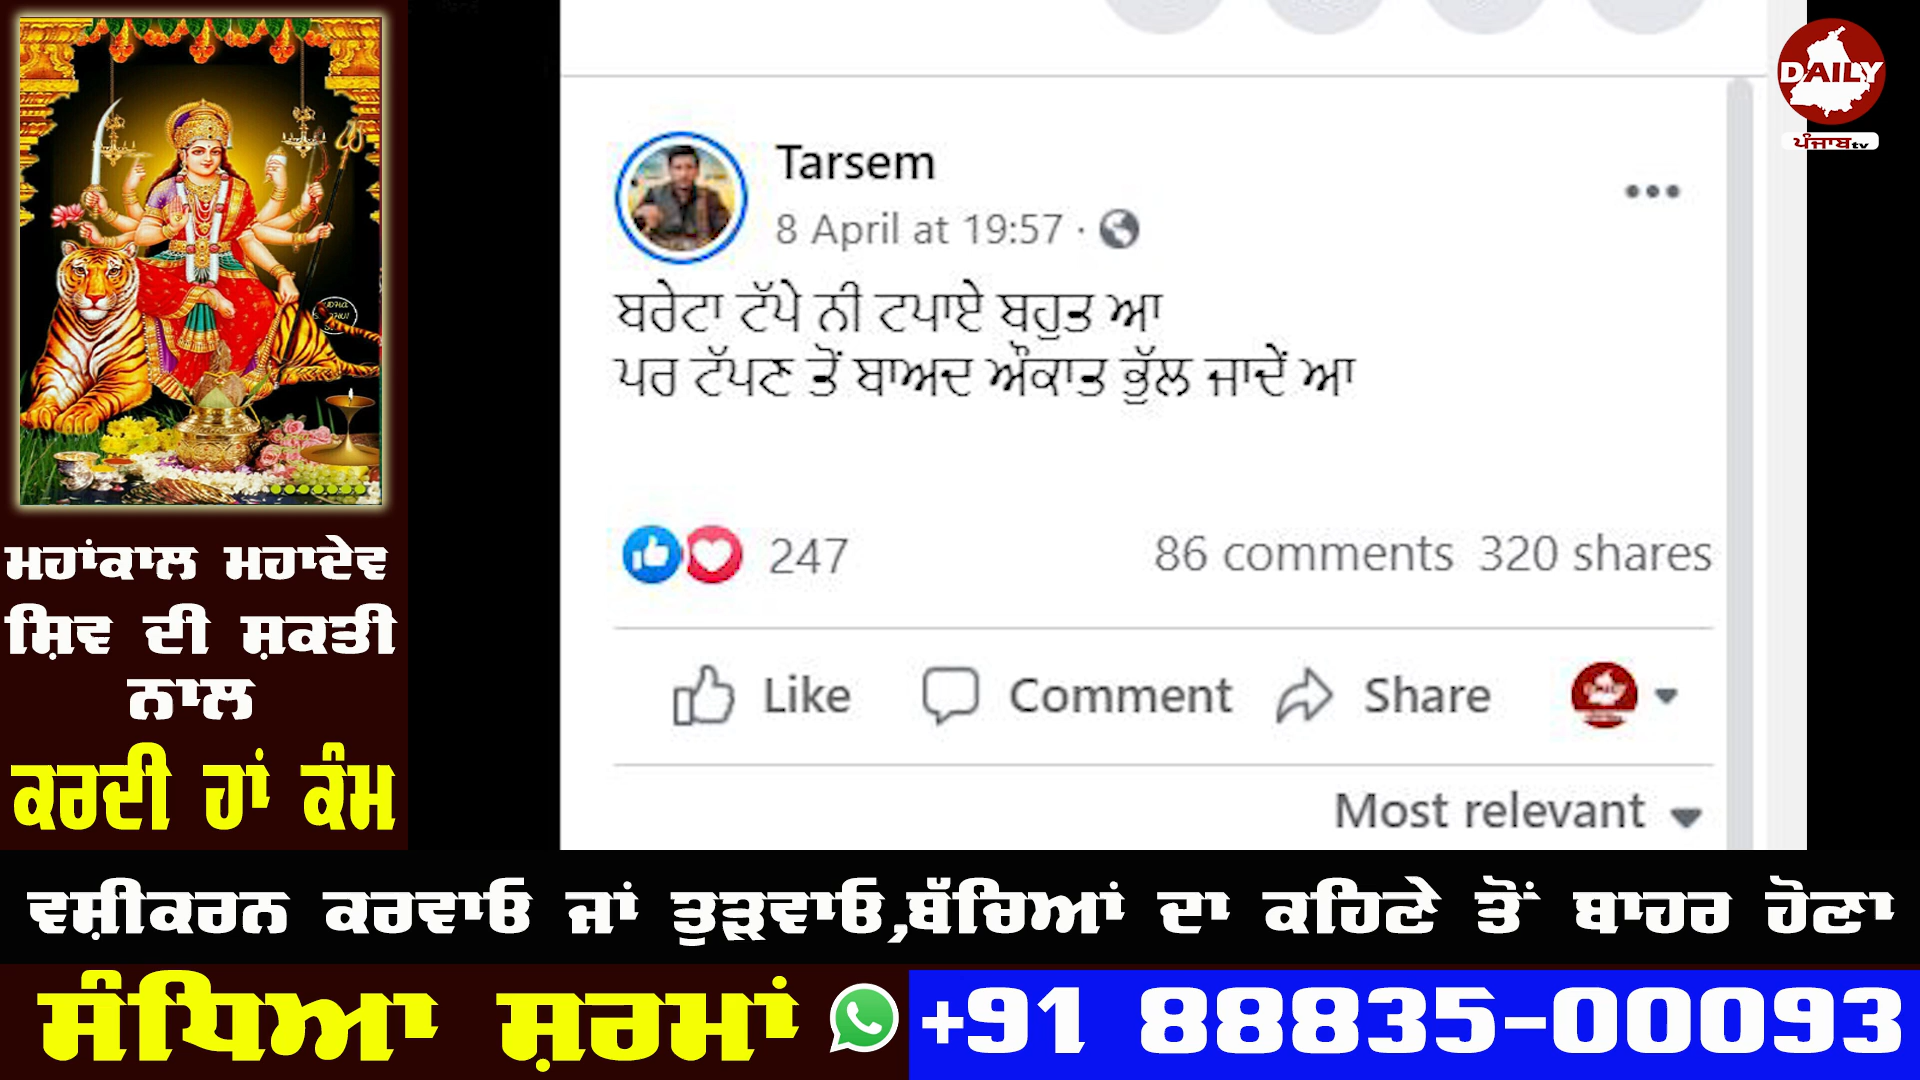 DAILY
ਪੰਜਾਬtv
Tarsem
8 April at 19:57 ·
ਬਰੇਟਾ ਟੱਪੇ ਨੀ ਟਪਾਏ ਬਹੁਤ ਆ
ਪਰ ਟੱਪਣ ਤੋਂ ਬਾਅਦ ਔਕਾਤ ਭੁੱਲ ਜਾਦੇਂ ਆ
247
86 comments 320 shares
Like Comment Share
Most relevant
ਮਹਾਂਕਾਲ ਮਹਾਦੇਵ
ਸ਼ਿਵ ਦੀ ਸ਼ਕਤੀ
ਨਾਲ
ਕਰਦੀ ਹਾਂ ਕੰਮ
ਵਸ਼ੀਕਰਨ ਕਰਵਾਓ ਜਾਂ ਤੁੜਵਾਓ,ਬੱਚਿਆਂ ਦਾ ਕਹਿਣੇ ਤੋਂ ਬਾਹਰ ਹੋਣਾ
ਸੰਧਿਆ ਸ਼ਰਮਾਂ +91 88835-00093